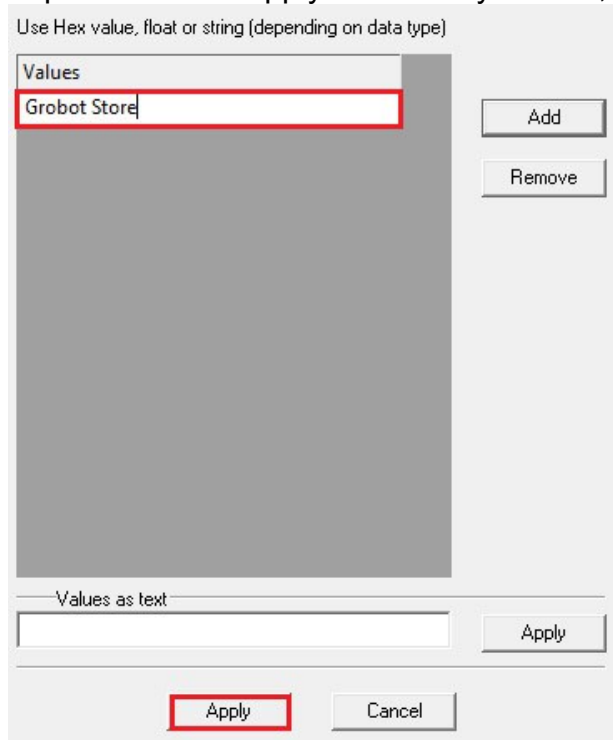 Use Hex value, float or string (depending on data type)
Values
Grobot Store
Add
Remove
Values as text
Apply
Apply
Cancel